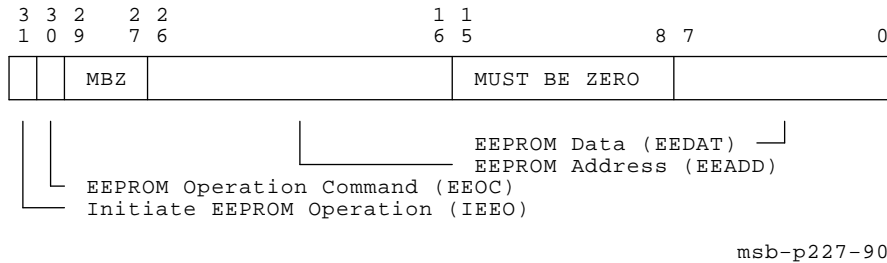 3 3 2 2 2 1 1
1 0 9 7 6 6 5 8 7 0
MBZ MUST BE ZERO
EEPROM Data (EEDAT)
EEPROM Address (EEADD)
EEPROM Operation Command (EEOC)
Initiate EEPROM Operation (IEEO)
msb-p227-90